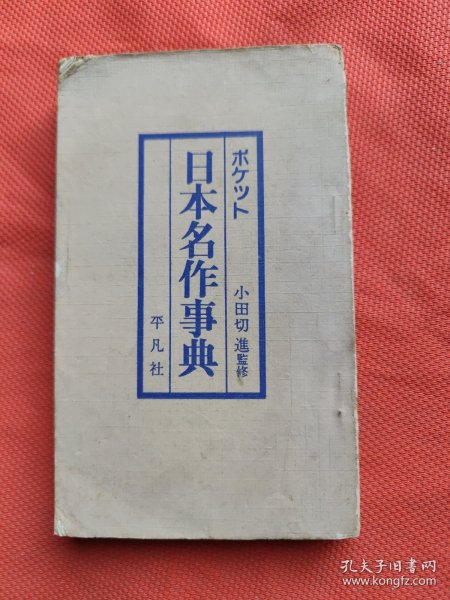 ポケット
日本名作事典
小田切進監修
平凡社
孔夫子旧书网
www.kongfz.com